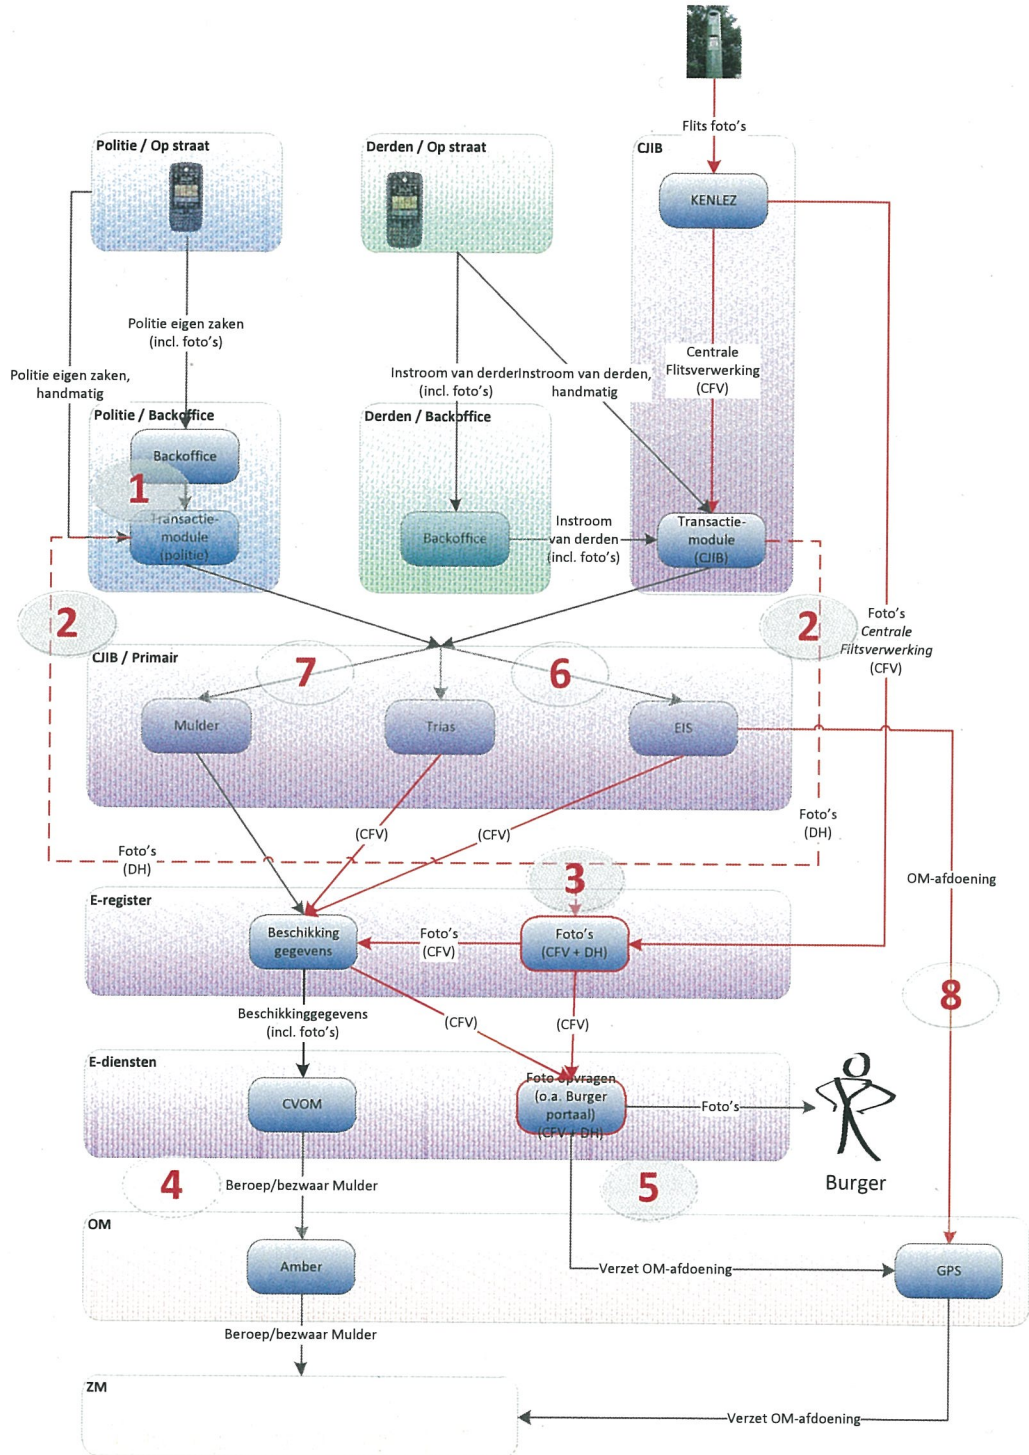 Flits foto's
Politie / Op straat
Derden / Op straat
CJIB
KENLEZ
Politie eigen zaken
(incl. foto's)
Politie eigen zaken,
handmatig
Instroom van derden
(incl. foto's)
Instroom van derden,
handmatig
Centrale
Flitsverwerking
(CFV)
Politie / Backoffice
Derden / Backoffice
Backoffice
1
Transactie-
module
(politie)
Backoffice
Instroom
van derden
(incl. foto's)
Transactie-
module
(CJIB)
2
2
Foto's
Centrale
Flitsverwerking
(CFV)
CJIB / Primair
7
6
Mulder
Trias
EIS
Foto's
(DH)
(CFV)
(CFV)
Foto's
(DH)
3
OM-afdoening
E-register
Beschikking
gegevens
Foto's
(CFV)
Foto's
(CFV + DH)
8
Beschikkinggegevens
(incl. foto's)
(CFV)
(CFV)
E-diensten
CVOM
Foto opvragen
(o.a. Burger
portaal)
(CFV + DH)
Foto's
Burger
4
Beroep/bezwaar Mulder
5
OM
Amber
Verzet OM-afdoening
GPS
Beroep/bezwaar Mulder
ZM
Verzet OM-afdoening